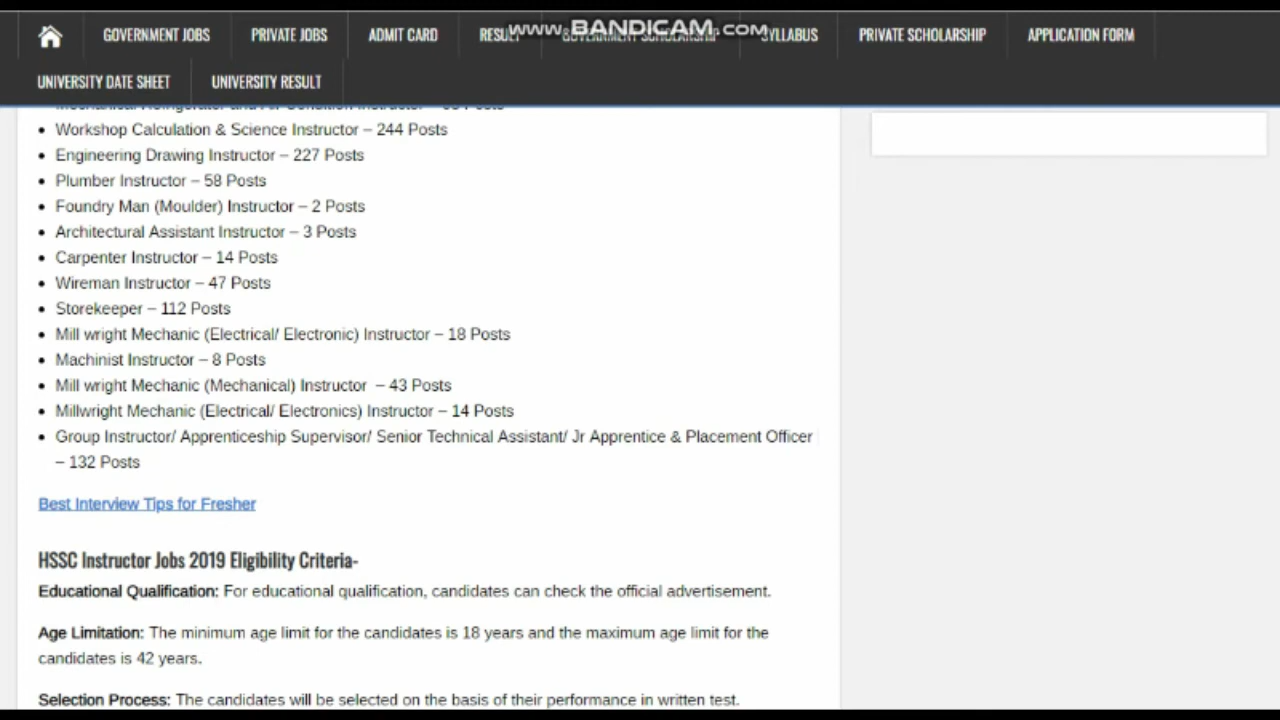 www.BANDICAM.com
GOVERNMENT JOBS PRIVATE JOBS ADMIT CARD RESULT GOVERNMENT SCHOLARSHIP SYLLABUS PRIVATE SCHOLARSHIP APPLICATION FORM
UNIVERSITY DATE SHEET UNIVERSITY RESULT
• Workshop Calculation & Science Instructor – 244 Posts
• Engineering Drawing Instructor – 227 Posts
• Plumber Instructor – 58 Posts
• Foundry Man (Moulder) Instructor – 2 Posts
• Architectural Assistant Instructor – 3 Posts
• Carpenter Instructor – 14 Posts
• Wireman Instructor – 47 Posts
• Storekeeper – 112 Posts
• Mill wright Mechanic (Electrical/ Electronic) Instructor – 18 Posts
• Machinist Instructor – 8 Posts
• Mill wright Mechanic (Mechanical) Instructor – 43 Posts
• Millwright Mechanic (Electrical/ Electronics) Instructor – 14 Posts
• Group Instructor/ Apprenticeship Supervisor/ Senior Technical Assistant/ Jr Apprentice & Placement Officer
– 132 Posts
Best Interview Tips for Fresher
HSSC Instructor Jobs 2019 Eligibility Criteria-
Educational Qualification: For educational qualification, candidates can check the official advertisement.
Age Limitation: The minimum age limit for the candidates is 18 years and the maximum age limit for the
candidates is 42 years.
Selection Process: The candidates will be selected on the basis of their performance in written test.